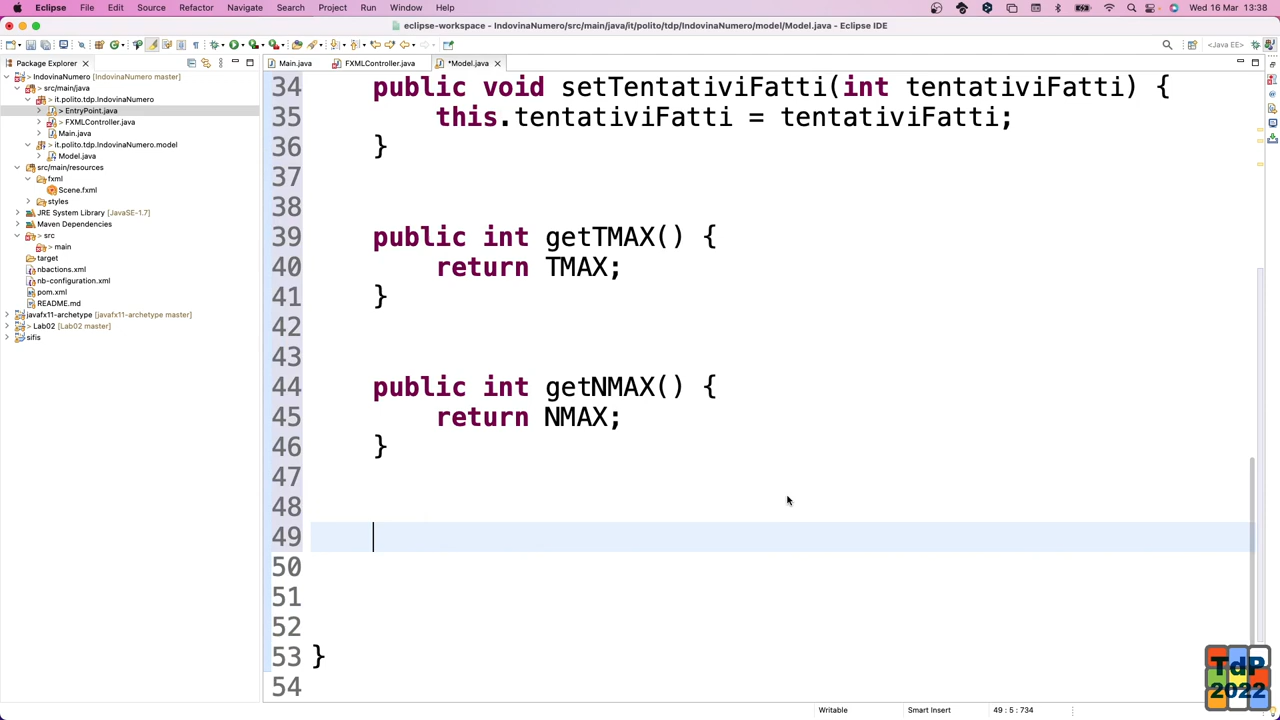 Eclipse File Edit Source Refactor Navigate Search Project Run Window Help Wed 16 Mar 13:38
eclipse-workspace - IndovinaNumero/src/main/java/it/polito/tdp/IndovinaNumero/model/Model.java - Eclipse IDE
<Java EE>
Package Explorer
Main.java FXMLController.java *Model.java
IndovinaNumero [IndovinaNumero master]
src/main/java
it.polito.tdp.IndovinaNumero
> EntryPoint.java
> FXMLController.java
Main.java
it.polito.tdp.IndovinaNumero.model
Model.java
src/main/resources
fxml
Scene.fxml
styles
JRE System Library [JavaSE-1.7]
Maven Dependencies
src
main
target
nbactions.xml
nb-configuration.xml
pom.xml
README.md
javafx11-archetype [javafx11-archetype master]
> Lab02 [Lab02 master]
sifis
34 public void setTentativiFatti(int tentativiFatti) {
35 this.tentativiFatti = tentativiFatti;
36 }
37
38
39 public int getTMAX() {
40 return TMAX;
41 }
42
43
44 public int getNMAX() {
45 return NMAX;
46 }
47
48
49
50
51
52
53 }
54
TdP
2022
Writable Smart Insert 49 : 5 : 734